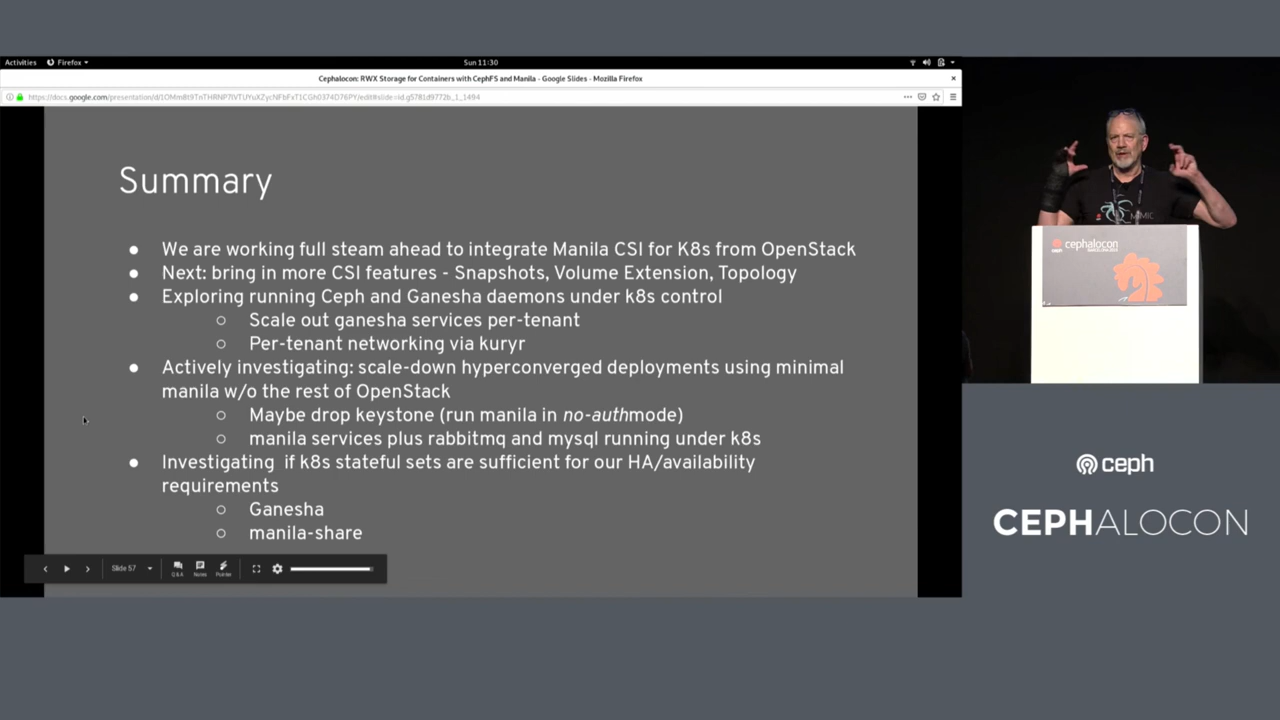 Activities
Firefox
Sun 11:30
Cephalocon: RWX Storage for Containers with CephFS and Manila - Google Slides - Mozilla Firefox
Summary
● We are working full steam ahead to integrate Manila CSI for K8s from OpenStack
● Next: bring in more CSI features - Snapshots, Volume Extension, Topology
● Exploring running Ceph and Ganesha daemons under k8s control
○ Scale out ganesha services per-tenant
○ Per-tenant networking via kuryr
● Actively investigating: scale-down hyperconverged deployments using minimal
manila w/o the rest of OpenStack
○ Maybe drop keystone (run manila in no-authmode)
○ manila services plus rabbitmq and mysql running under k8s
● Investigating if k8s stateful sets are sufficient for our HA/availability
requirements
○ Ganesha
○ manila-share
Slide 57
Q&A
Notes
Pointer
MIMIC
cephalocon
ceph
CEPHALOCON